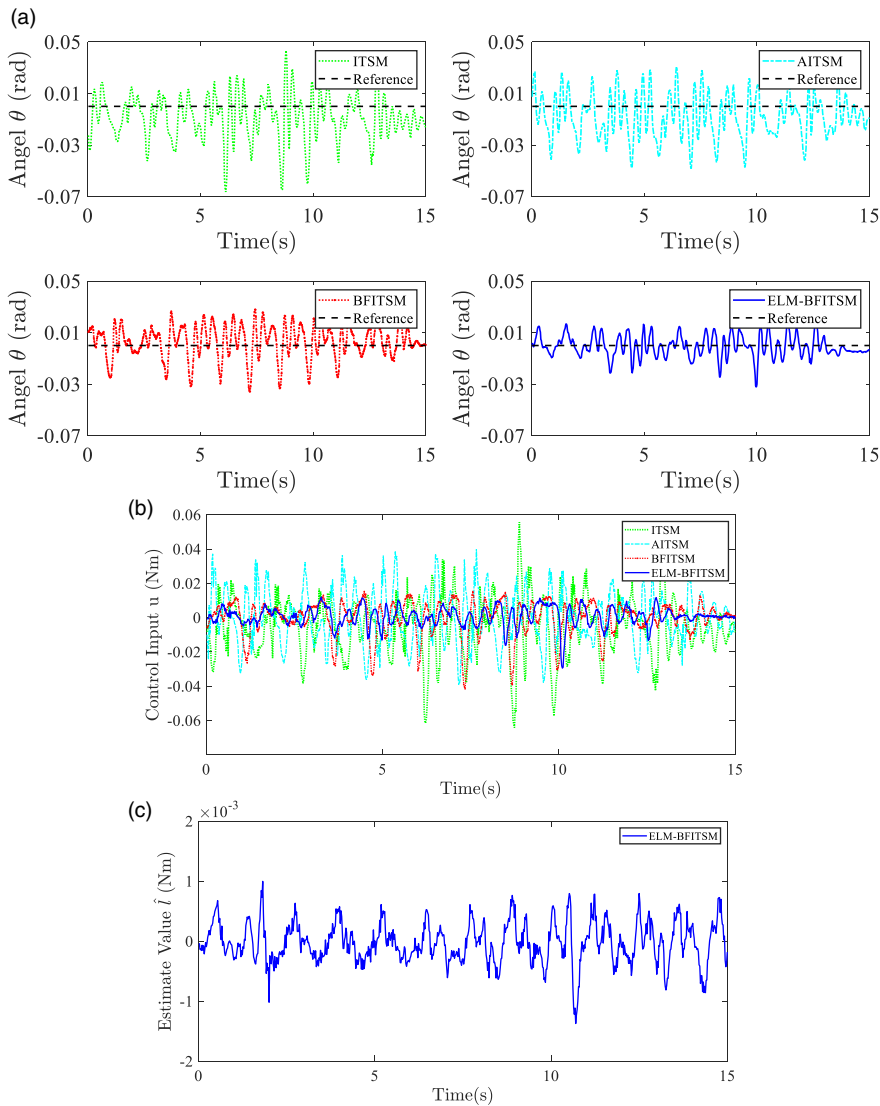 (a)
0.05
0.01
-0.03
-0.07
Angel θ (rad)
ITSM
Reference
0
5
10
15
Time(s)
0.05
0.01
-0.03
-0.07
Angel θ (rad)
AITSM
Reference
0
5
10
15
Time(s)
0.05
0.01
-0.03
-0.07
Angel θ (rad)
BFITSM
Reference
0
5
10
15
Time(s)
0.05
0.01
-0.03
-0.07
Angel θ (rad)
ELM-BFITSM
Reference
0
5
10
15
Time(s)
(b)
0.06
0.04
0.02
0
-0.02
-0.04
-0.06
Control Input u (Nm)
ITSM
AITSM
BFITSM
ELM-BFITSM
0
5
10
15
Time(s)
(c)
×10⁻³
2
1
0
-1
-2
Estimate Value l̂ (Nm)
ELM-BFITSM
0
5
10
15
Time(s)